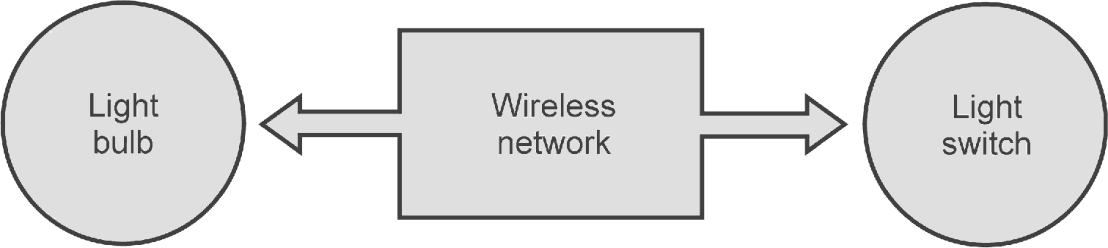 Light
bulb
Wireless
network
Light
switch